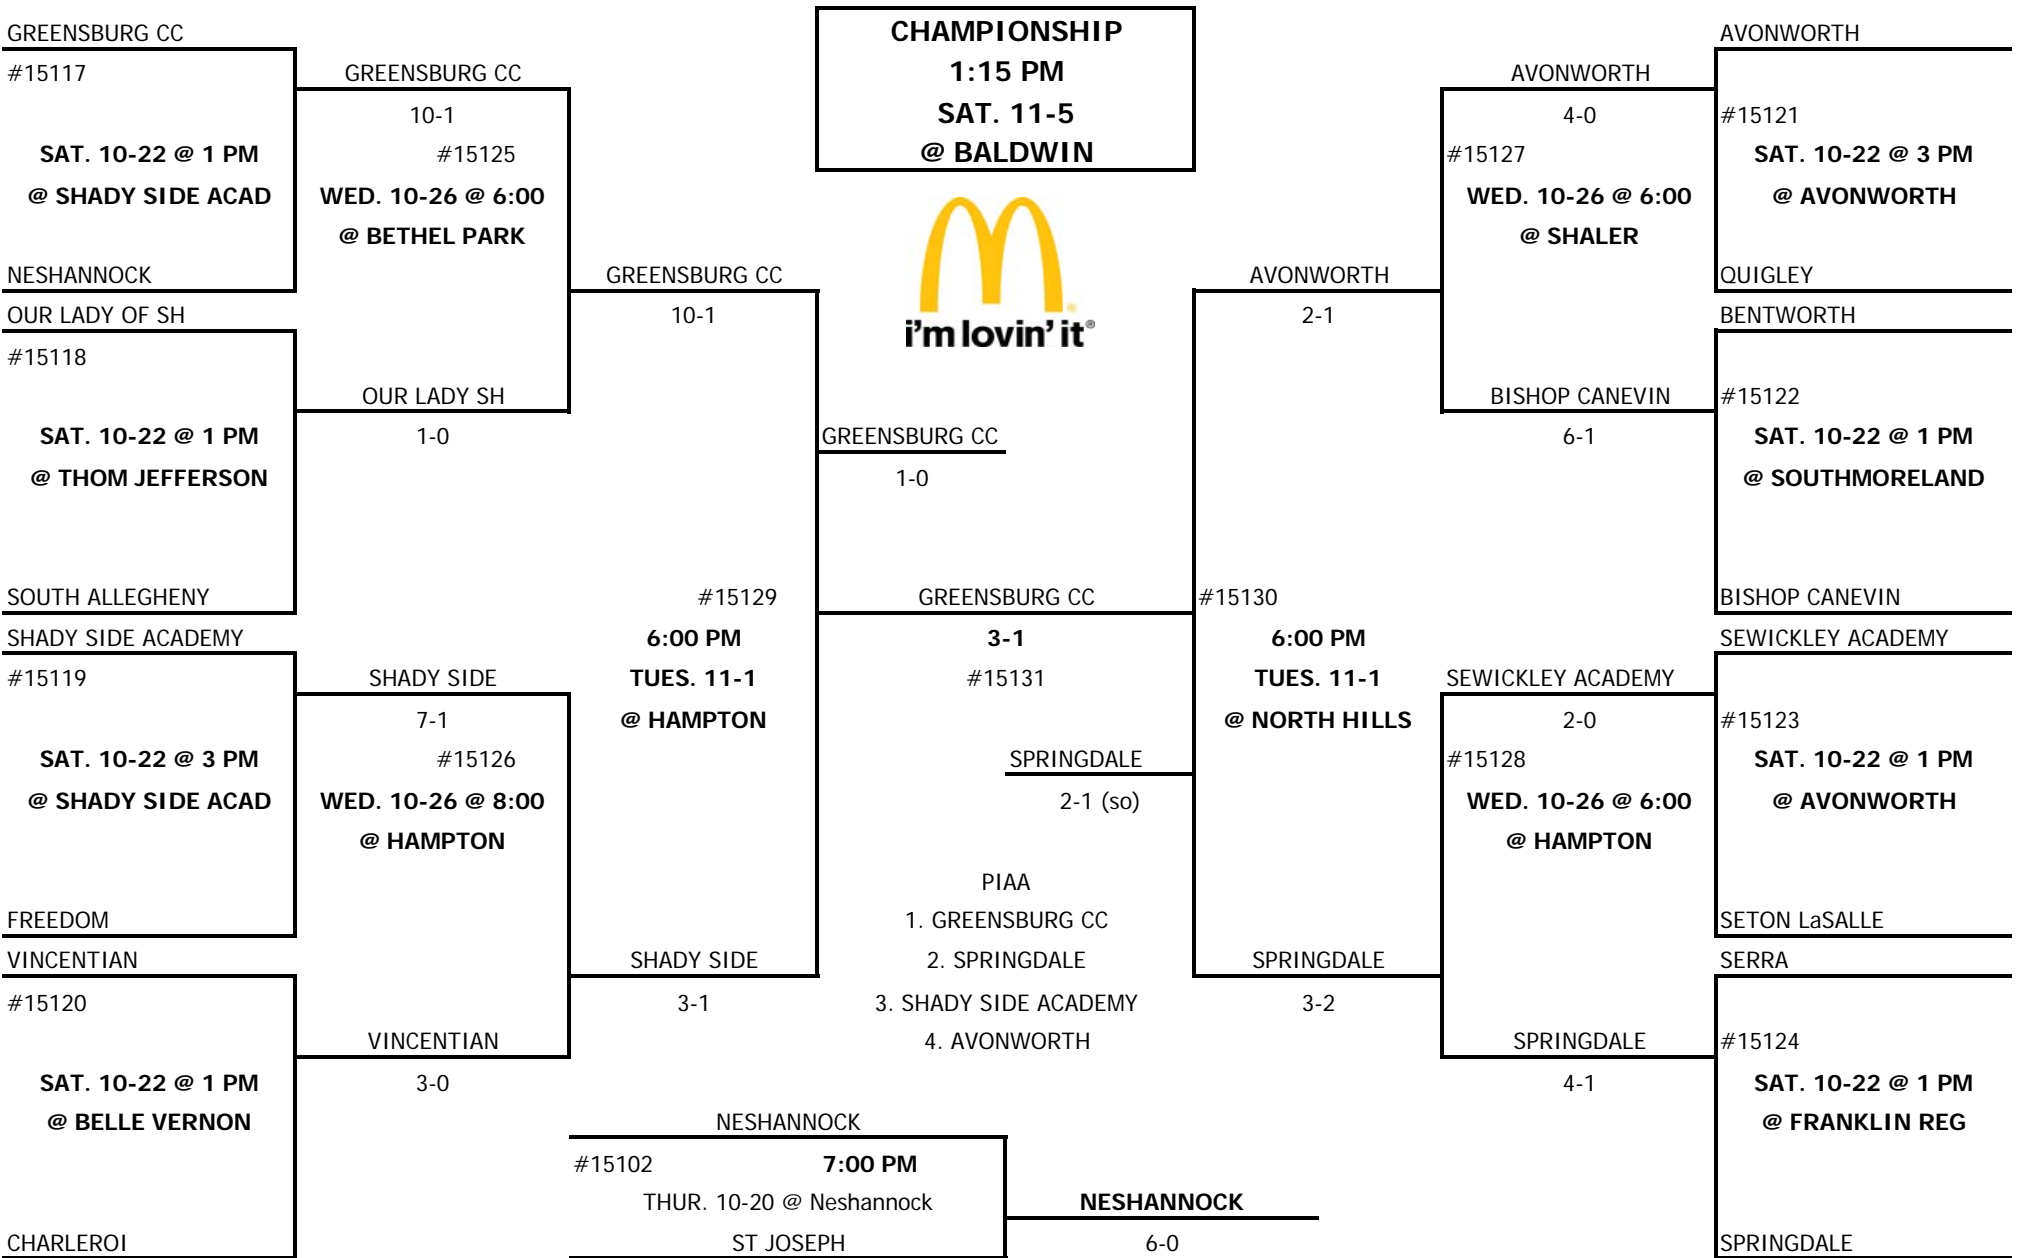 GREENSBURG CC
#15117
SAT. 10-22 @ 1 PM
@ SHADY SIDE ACAD
NESHANNOCK
OUR LADY OF SH
#15118
SAT. 10-22 @ 1 PM
@ THOM JEFFERSON
SOUTH ALLEGHENY
SHADY SIDE ACADEMY
#15119
SAT. 10-22 @ 3 PM
@ SHADY SIDE ACAD
FREEDOM
VINCENTIAN
#15120
SAT. 10-22 @ 1 PM
@ BELLE VERNON
CHARLEROI
GREENSBURG CC
10-1
#15125
WED. 10-26 @ 6:00
@ BETHEL PARK
OUR LADY SH
1-0
SHADY SIDE
7-1
#15126
WED. 10-26 @ 8:00
@ HAMPTON
VINCENTIAN
3-0
GREENSBURG CC
10-1
#15129
6:00 PM
TUES. 11-1
@ HAMPTON
SHADY SIDE
3-1
CHAMPIONSHIP
1:15 PM
SAT. 11-5
@ BALDWIN
i'm lovin' it®
GREENSBURG CC
1-0
GREENSBURG CC
3-1
#15131
SPRINGDALE
2-1 (so)
PIAA
1. GREENSBURG CC
2. SPRINGDALE
3. SHADY SIDE ACADEMY
4. AVONWORTH
NESHANNOCK
#15102 7:00 PM
THUR. 10-20 @ Neshannock
ST JOSEPH
NESHANNOCK
6-0
AVONWORTH
2-1
#15130
6:00 PM
TUES. 11-1
@ NORTH HILLS
SPRINGDALE
3-2
AVONWORTH
4-0
#15127
WED. 10-26 @ 6:00
@ SHALER
BISHOP CANEVIN
6-1
SEWICKLEY ACADEMY
2-0
#15128
WED. 10-26 @ 6:00
@ HAMPTON
SPRINGDALE
4-1
AVONWORTH
#15121
SAT. 10-22 @ 3 PM
@ AVONWORTH
QUIGLEY
BENTWORTH
#15122
SAT. 10-22 @ 1 PM
@ SOUTHMORELAND
BISHOP CANEVIN
SEWICKLEY ACADEMY
#15123
SAT. 10-22 @ 1 PM
@ AVONWORTH
SETON LaSALLE
SERRA
#15124
SAT. 10-22 @ 1 PM
@ FRANKLIN REG
SPRINGDALE